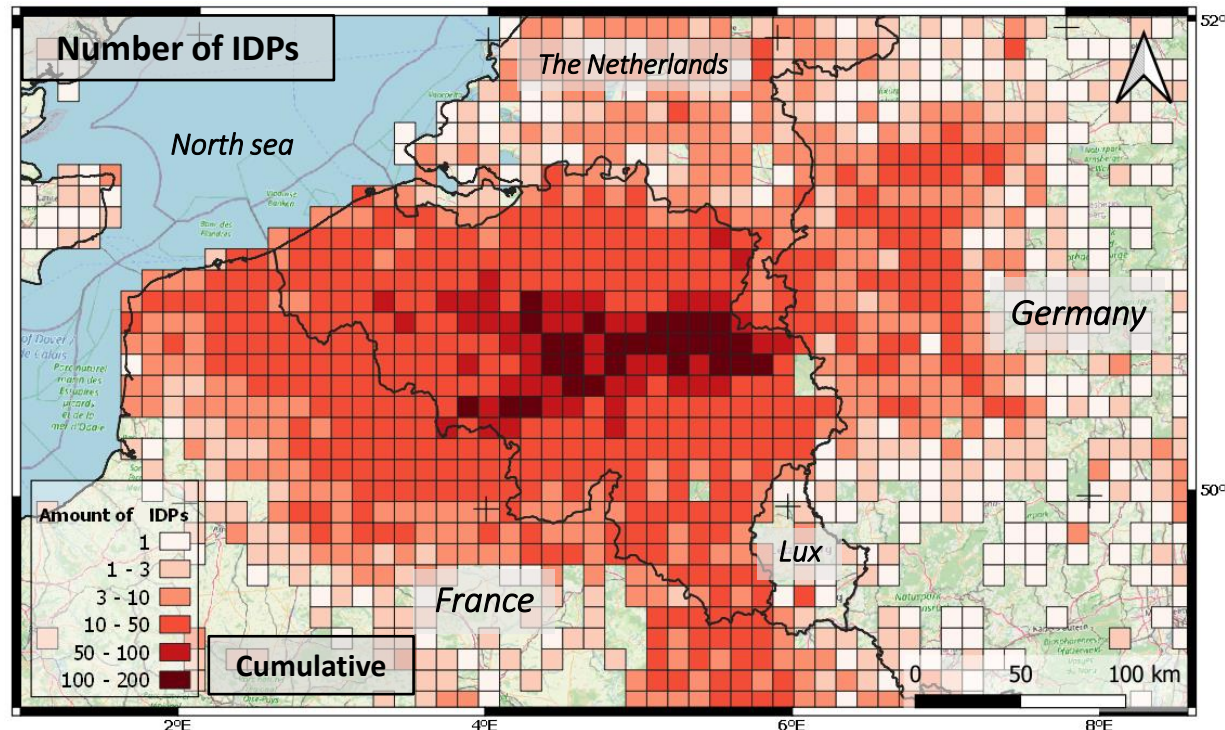 Number of IDPs
The Netherlands
North sea
Germany
Lux
France
Amount of IDPs
1
1 - 3
3 - 10
10 - 50
50 - 100
100 - 200
Cumulative
0 50 100 km
52°
50°
2°E 4°E 6°E 8°E